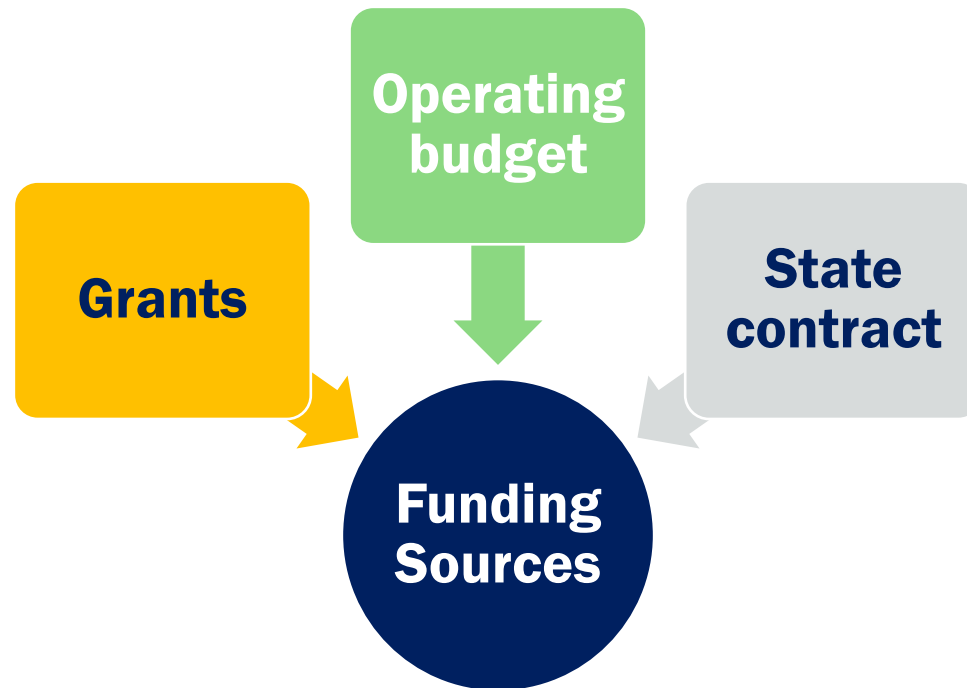 Operating
budget
Grants
State
contract
Funding
Sources